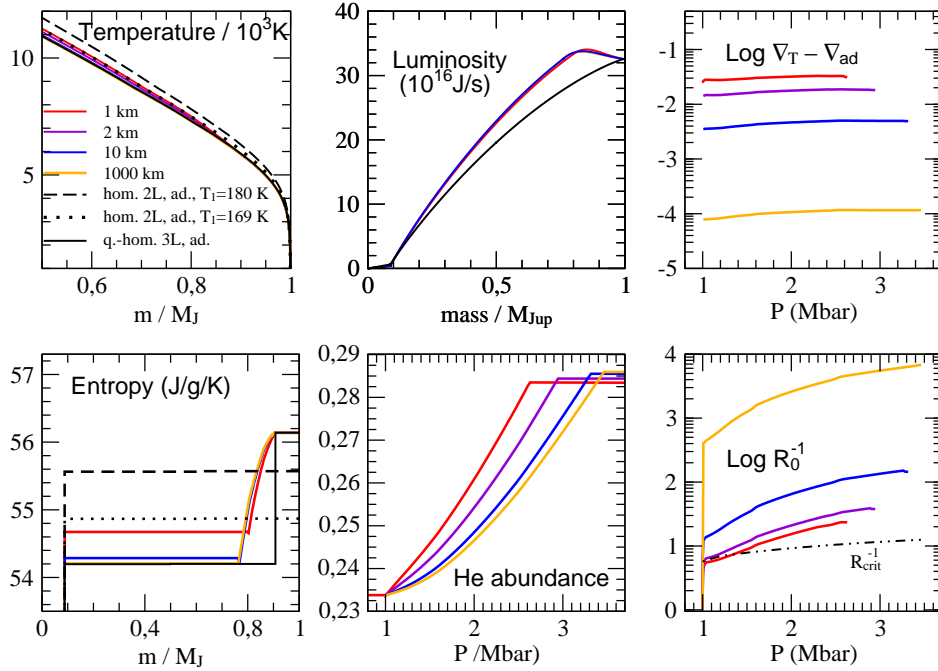 Temperature / 10³K
10
5
1 km
2 km
10 km
1000 km
hom. 2L, ad., T₁=180 K
hom. 2L, ad., T₁=169 K
q.-hom. 3L, ad.
0,6
0,8
1
m / M_J
Luminosity
(10¹⁶J/s)
40
30
20
10
0
0
0,5
1
mass / M_Jup
Log ∇_T − ∇_ad
-1
-2
-3
-4
-5
1
2
3
P (Mbar)
Entropy (J/g/K)
57
56
55
54
0
0,4
0,8
1
m / M_J
He abundance
0,29
0,28
0,27
0,26
0,25
0,24
0,23
1
2
3
P /Mbar)
Log R₀⁻¹
R_crit⁻¹
4
3
2
1
0
1
2
3
P (Mbar)